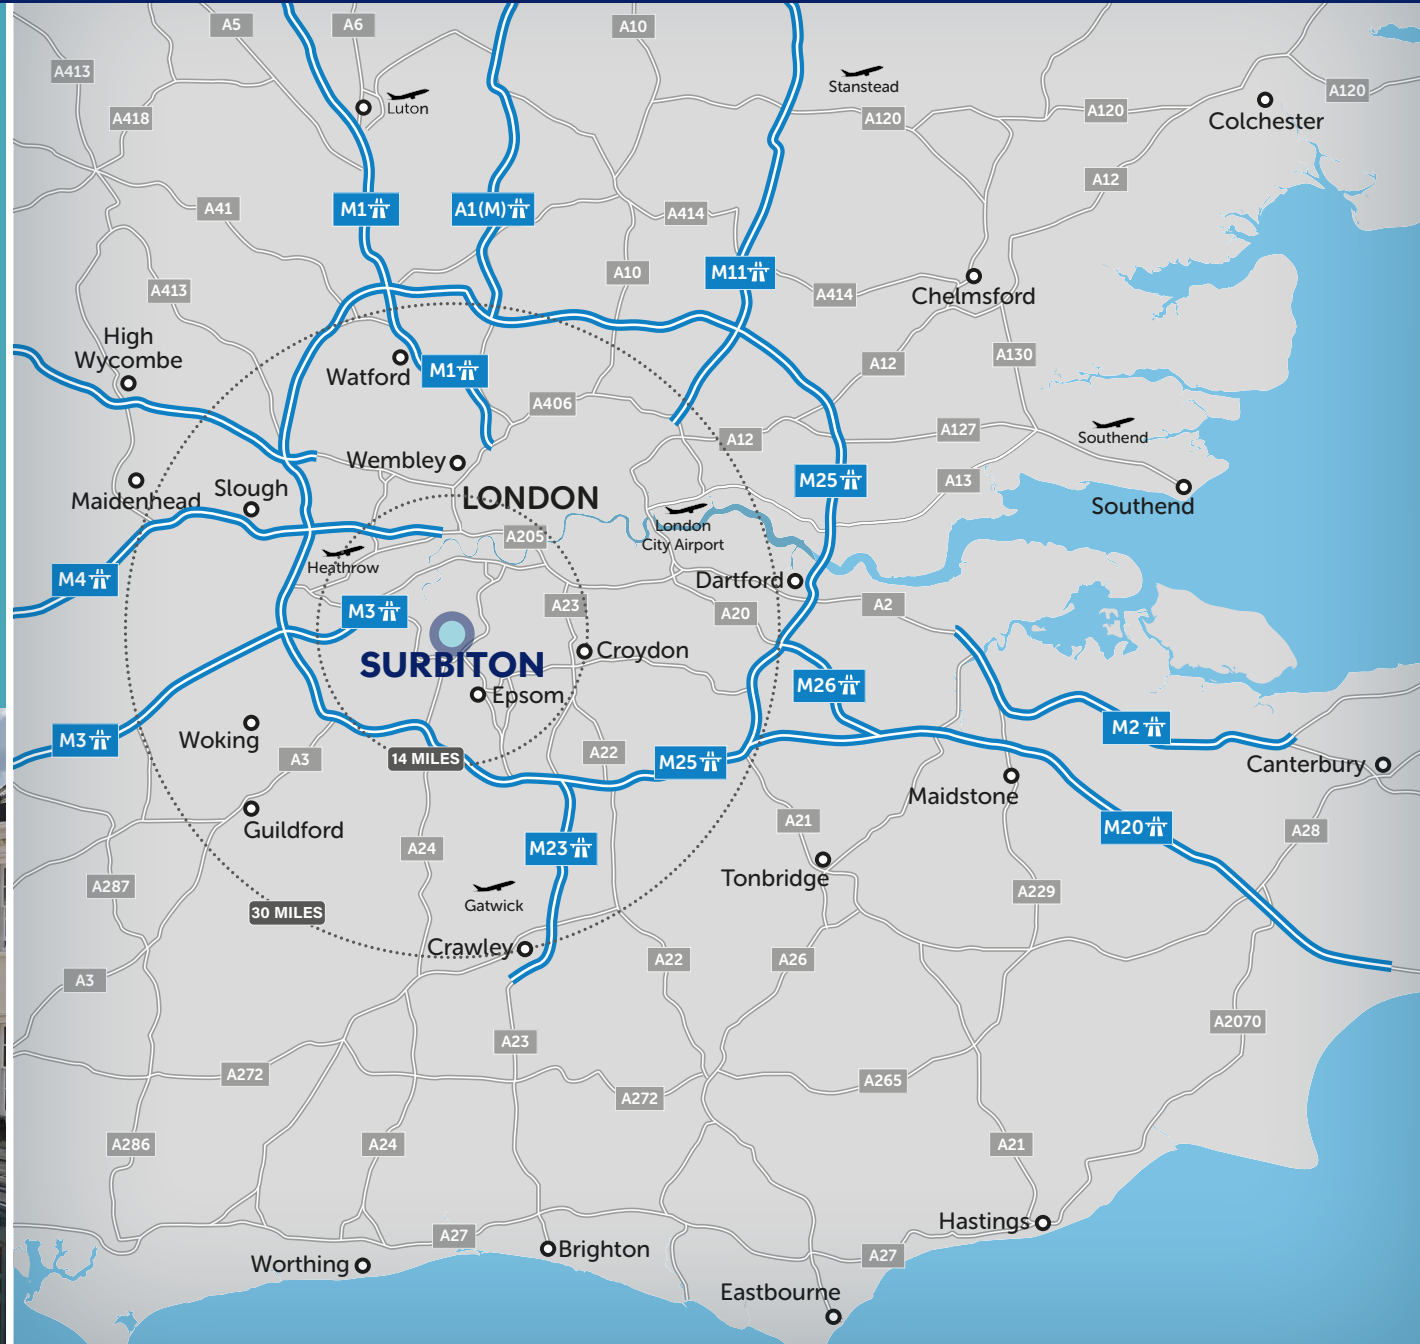 A5
A6
A10
A413
Stanstead
A120
A120
A120
Luton
A418
Colchester
A12
M1
A1(M)
A41
A414
A10
M11
A413
A414
Chelmsford
High
Wycombe
Watford
M1
A12
A130
A406
A12
A127
Southend
Wembley
M25
A13
Maidenhead
Slough
LONDON
Southend
A205
London
City Airport
Heathrow
M4
Dartford
M3
A23
A20
A2
SURBITON
Croydon
Epsom
M26
M3
Woking
A3
14 MILES
A22
M25
M2
Canterbury
Maidstone
Guildford
A24
M23
A21
M20
A28
Tonbridge
A287
Gatwick
A229
30 MILES
Crawley
A3
A22
A26
A23
A2070
A272
A272
A265
A286
A24
A21
Hastings
A27
Brighton
A27
Worthing
Eastbourne